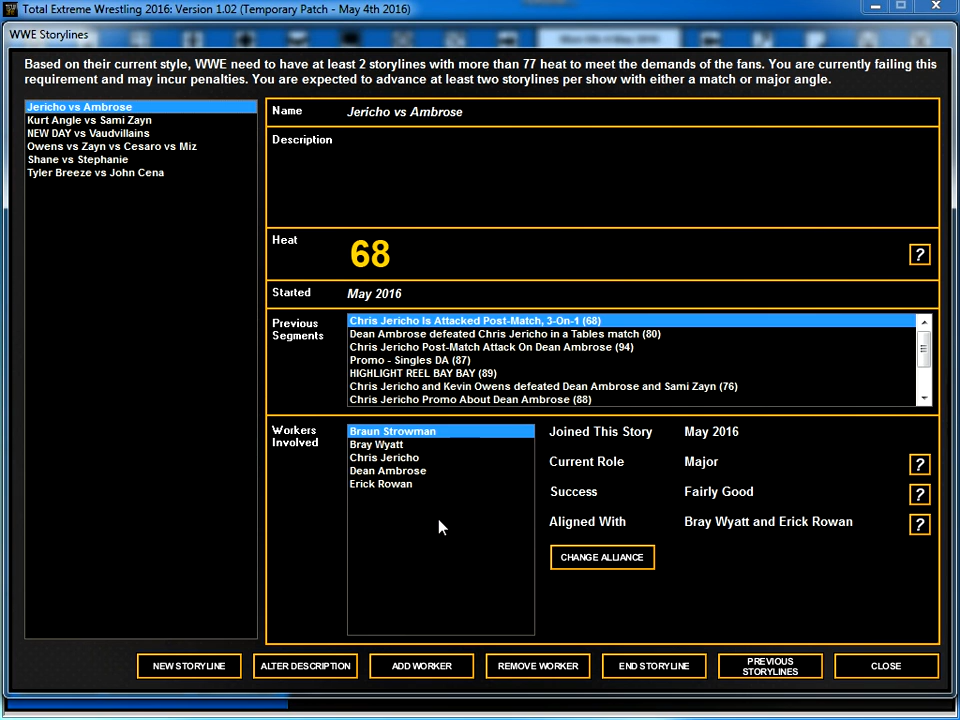 Total Extreme Wrestling 2016: Version 1.02 (Temporary Patch - May 4th 2016)
WWE Storylines
Based on their current style, WWE need to have at least 2 storylines with more than 77 heat to meet the demands of the fans. You are currently failing this
requirement and may incur penalties. You are expected to advance at least two storylines per show with either a match or major angle.
Jericho vs Ambrose
Kurt Angle vs Sami Zayn
NEW DAY vs Vaudvillains
Owens vs Zayn vs Cesaro vs Miz
Shane vs Stephanie
Tyler Breeze vs John Cena
Name
Jericho vs Ambrose
Description
Heat
68
?
Started
May 2016
Previous
Segments
Chris Jericho Is Attacked Post-Match, 3-On-1 (68)
Dean Ambrose defeated Chris Jericho in a Tables match (80)
Chris Jericho Post-Match Attack On Dean Ambrose (94)
Promo - Singles DA (87)
HIGHLIGHT REEL BAY BAY (89)
Chris Jericho and Kevin Owens defeated Dean Ambrose and Sami Zayn (76)
Chris Jericho Promo About Dean Ambrose (88)
Workers
Involved
Braun Strowman
Bray Wyatt
Chris Jericho
Dean Ambrose
Erick Rowan
Joined This Story
May 2016
Current Role
Major
?
Success
Fairly Good
?
Aligned With
Bray Wyatt and Erick Rowan
?
CHANGE ALLIANCE
NEW STORYLINE
ALTER DESCRIPTION
ADD WORKER
REMOVE WORKER
END STORYLINE
PREVIOUS
STORYLINES
CLOSE